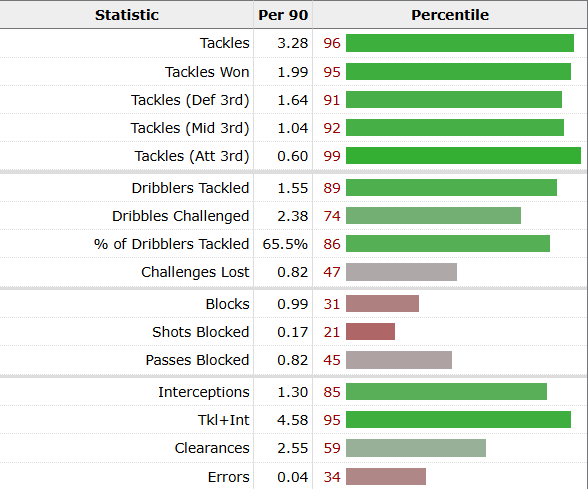 Statistic Per 90 Percentile
Tackles 3.28 96
Tackles Won 1.99 95
Tackles (Def 3rd) 1.64 91
Tackles (Mid 3rd) 1.04 92
Tackles (Att 3rd) 0.60 99
Dribblers Tackled 1.55 89
Dribbles Challenged 2.38 74
% of Dribblers Tackled 65.5% 86
Challenges Lost 0.82 47
Blocks 0.99 31
Shots Blocked 0.17 21
Passes Blocked 0.82 45
Interceptions 1.30 85
Tkl+Int 4.58 95
Clearances 2.55 59
Errors 0.04 34